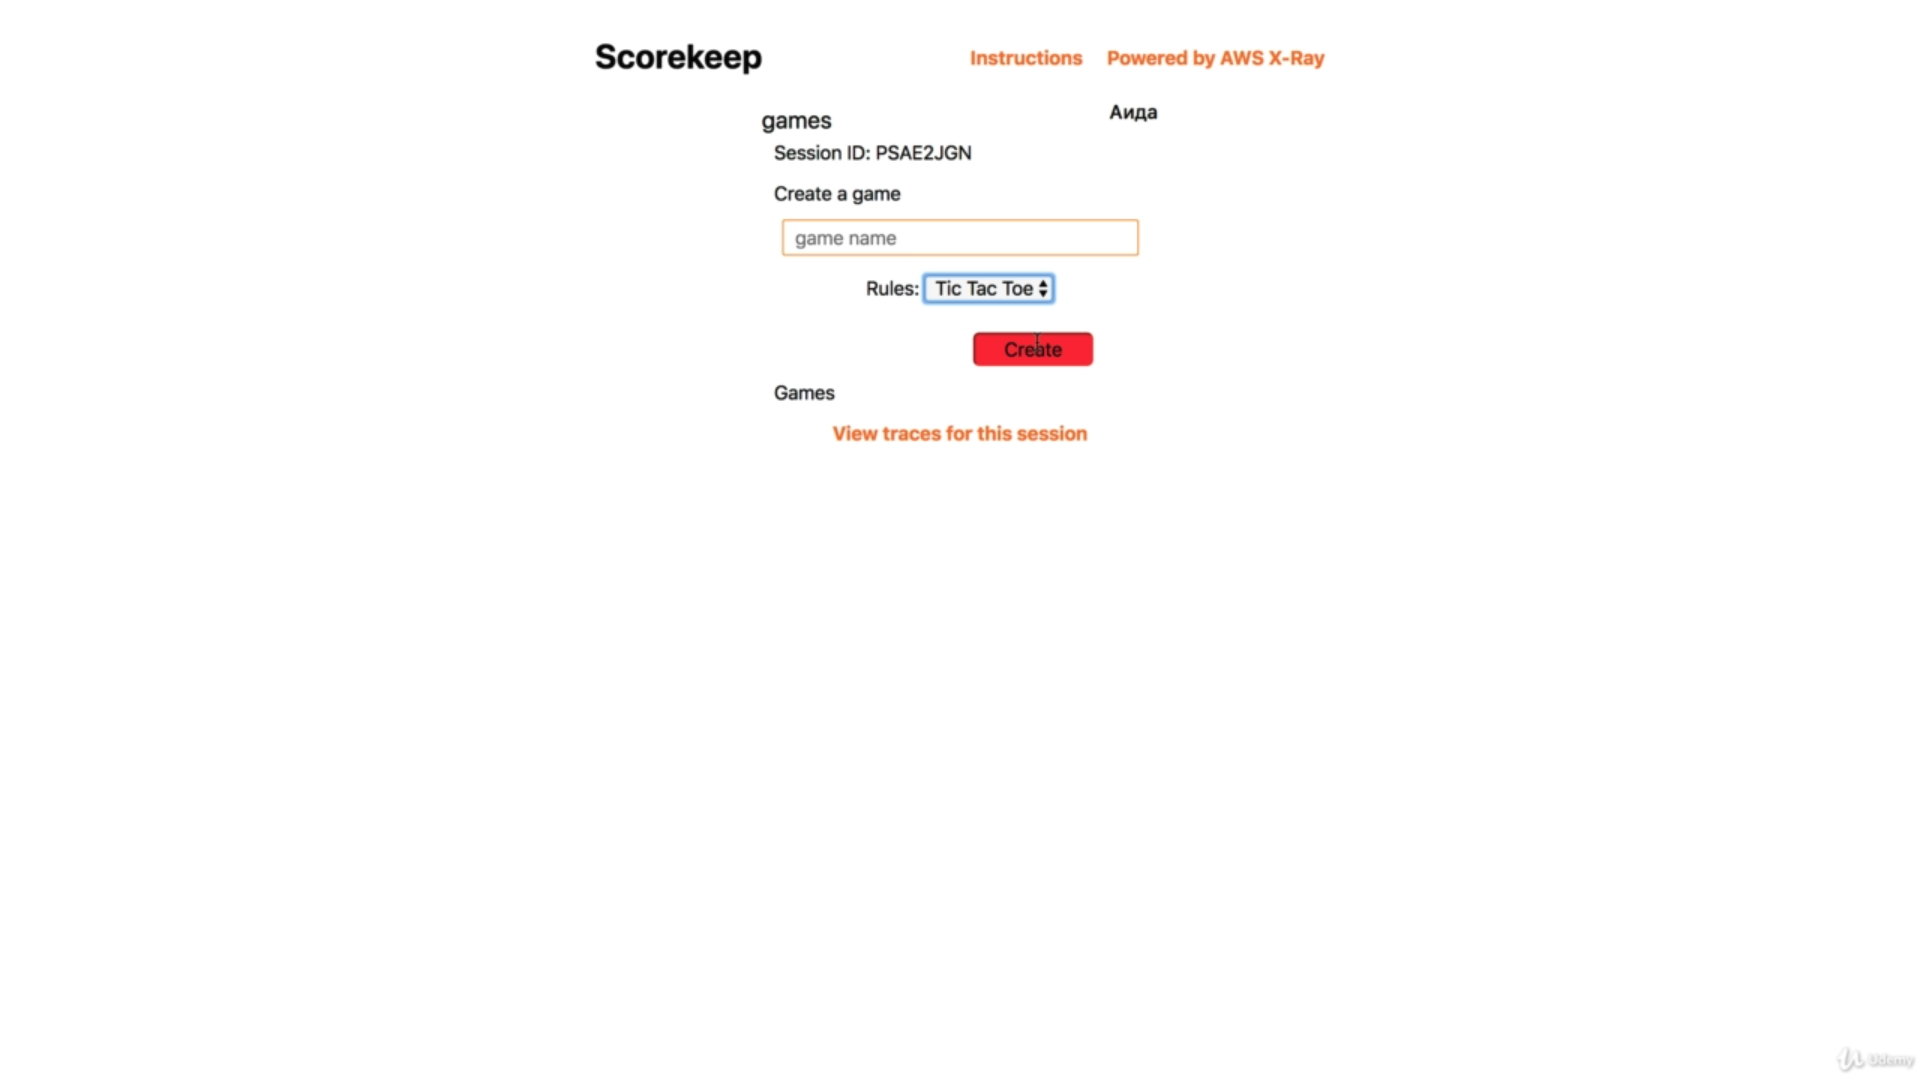 Scorekeep
Instructions
Powered by AWS X-Ray
games
Аида
Session ID: PSAE2JGN
Create a game
game name
Rules: Tic Tac Toe
Create
Games
View traces for this session
Udemy